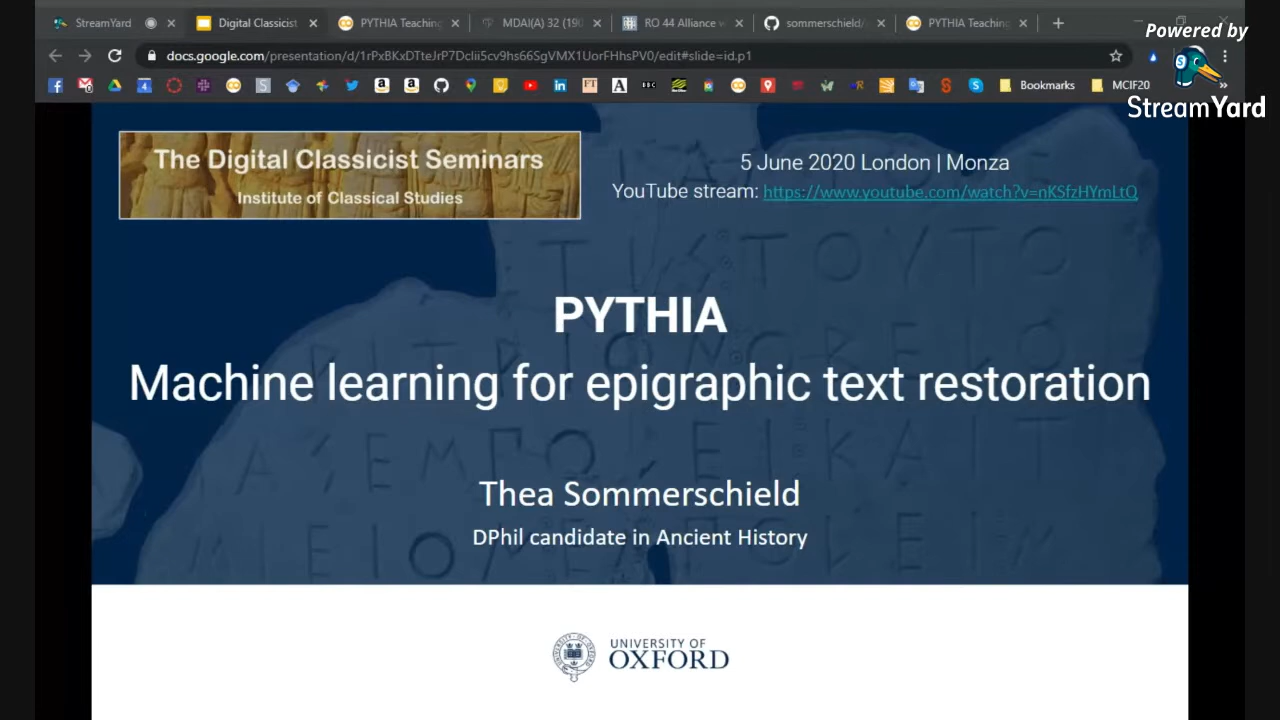 StreamYard
Digital Classicist
PYTHIA Teaching
MDAI(A) 32 (190
RO 44 Alliance
sommerschield/
PYTHIA Teaching
Powered by
StreamYard
docs.google.com/presentation/d/1rPxBKxDTteJrP7DcIii5cv9hs66SgVMX1UorFHhsPV0/edit#slide=id.p1
Bookmarks
MCIF20
The Digital Classicist Seminars
Institute of Classical Studies
5 June 2020 London | Monza
YouTube stream: https://www.youtube.com/watch?v=nKSfzHYmLtQ
ΤΙΣΤΟΥΤΟ
PYTHIA
Machine learning for epigraphic text restoration
Thea Sommerschield
DPhil candidate in Ancient History
UNIVERSITY OF
OXFORD